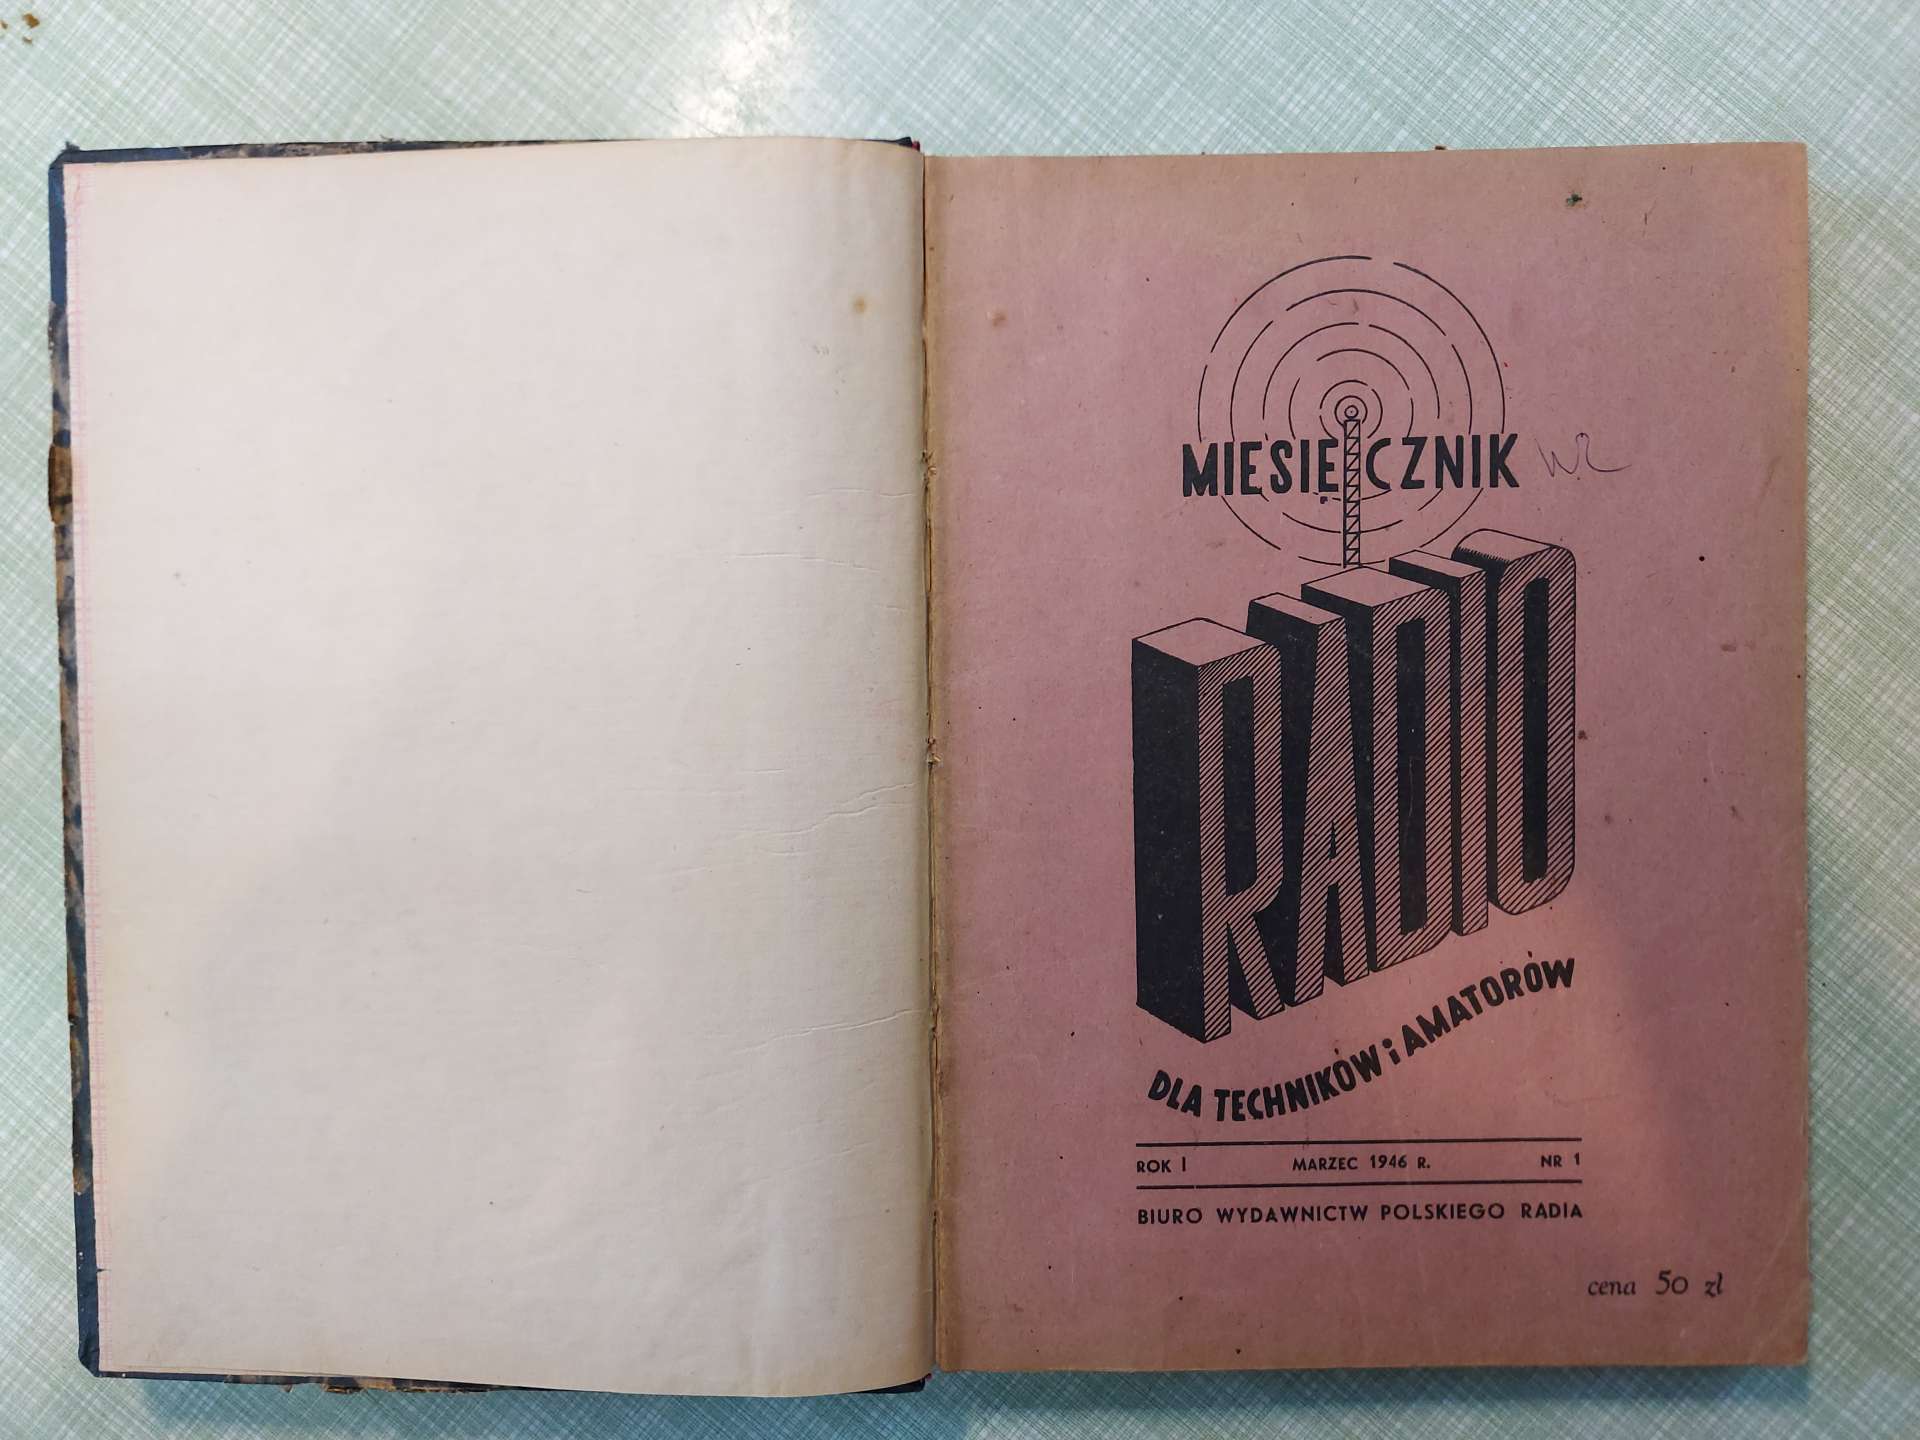 MIESIĘCZNIK
RADIO
DLA TECHNIKÓW i AMATORÓW
ROK I MARZEC 1946 R. NR 1
BIURO WYDAWNICTW POLSKIEGO RADIA
cena 50 zł